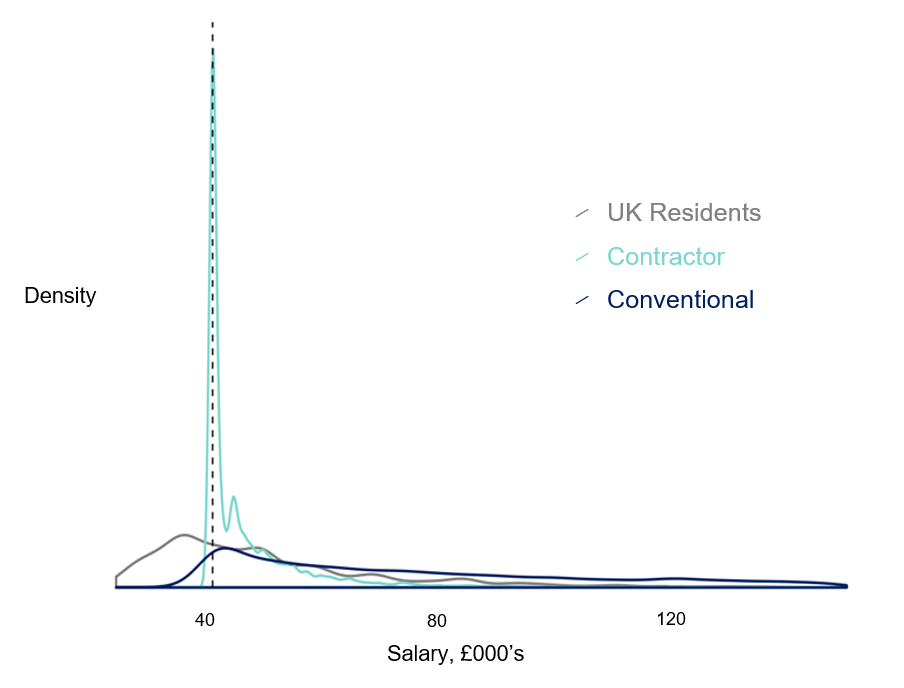 UK Residents
Contractor
Conventional
Density
40 80 120
Salary, £000’s